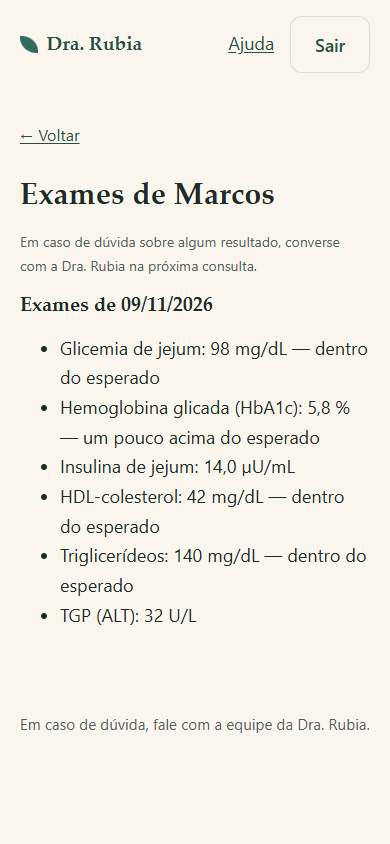 Dra. Rubia
Ajuda
Sair
← Voltar
Exames de Marcos
Em caso de dúvida sobre algum resultado, converse
com a Dra. Rubia na próxima consulta.
Exames de 09/11/2026
• Glicemia de jejum: 98 mg/dL — dentro
do esperado
• Hemoglobina glicada (HbA1c): 5,8 %
— um pouco acima do esperado
• Insulina de jejum: 14,0 µU/mL
• HDL-colesterol: 42 mg/dL — dentro
do esperado
• Triglicerídeos: 140 mg/dL — dentro do
esperado
• TGP (ALT): 32 U/L
Em caso de dúvida, fale com a equipe da Dra. Rubia.